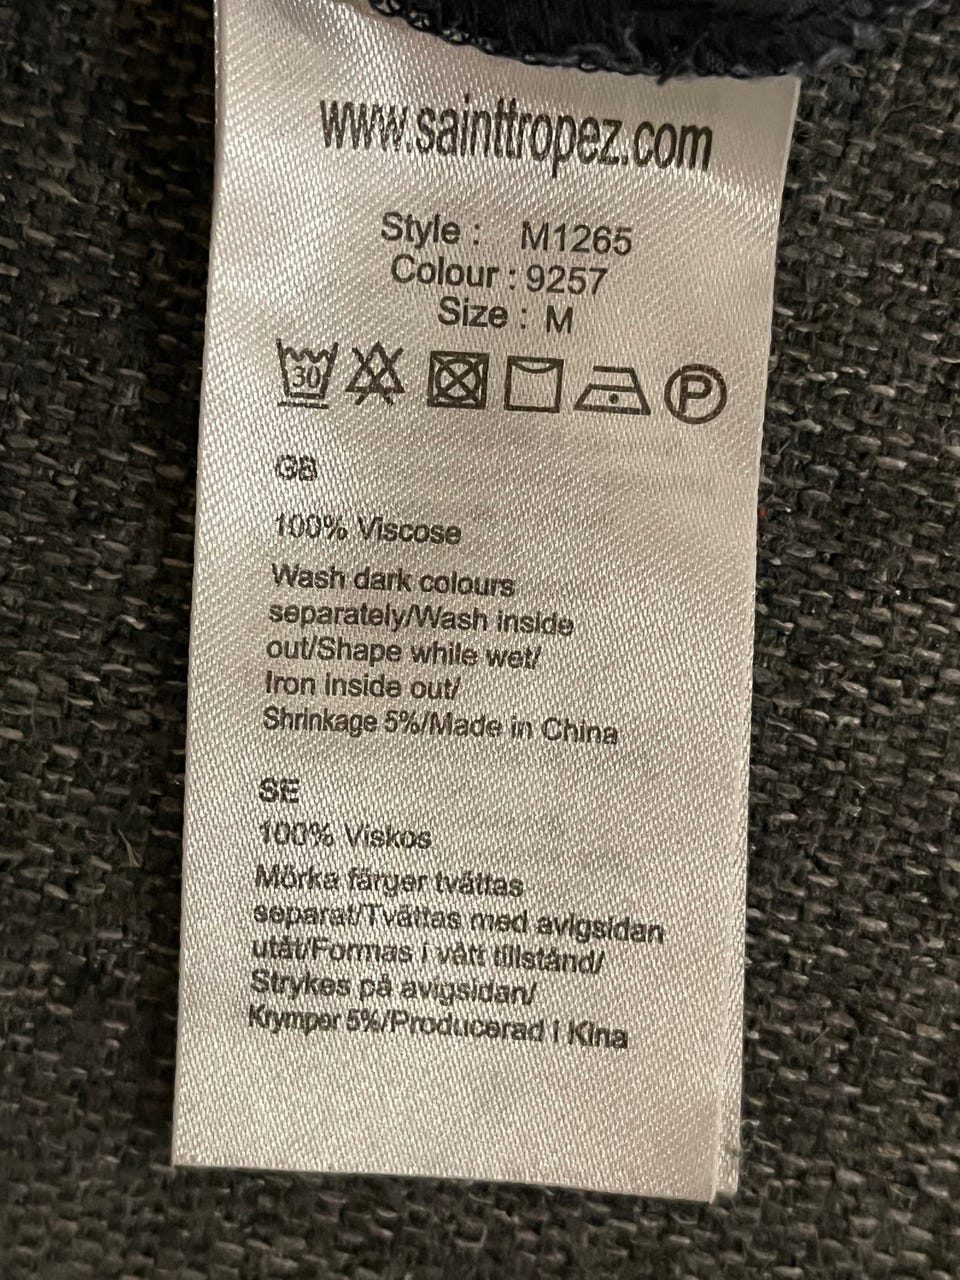 www.sainttropez.com
Style : M1265
Colour : 9257
Size : M
30
P
GB
100% Viscose
Wash dark colours
separately/Wash inside
out/Shape while wet/
Iron inside out/
Shrinkage 5%/Made in China
SE
100% Viskos
Mörka färger tvättas
separat/Tvättas med avigsidan
utåt/Formas i vått tillstånd/
Strykes på avigsidan/
Krymper 5%/Producerad i Kina